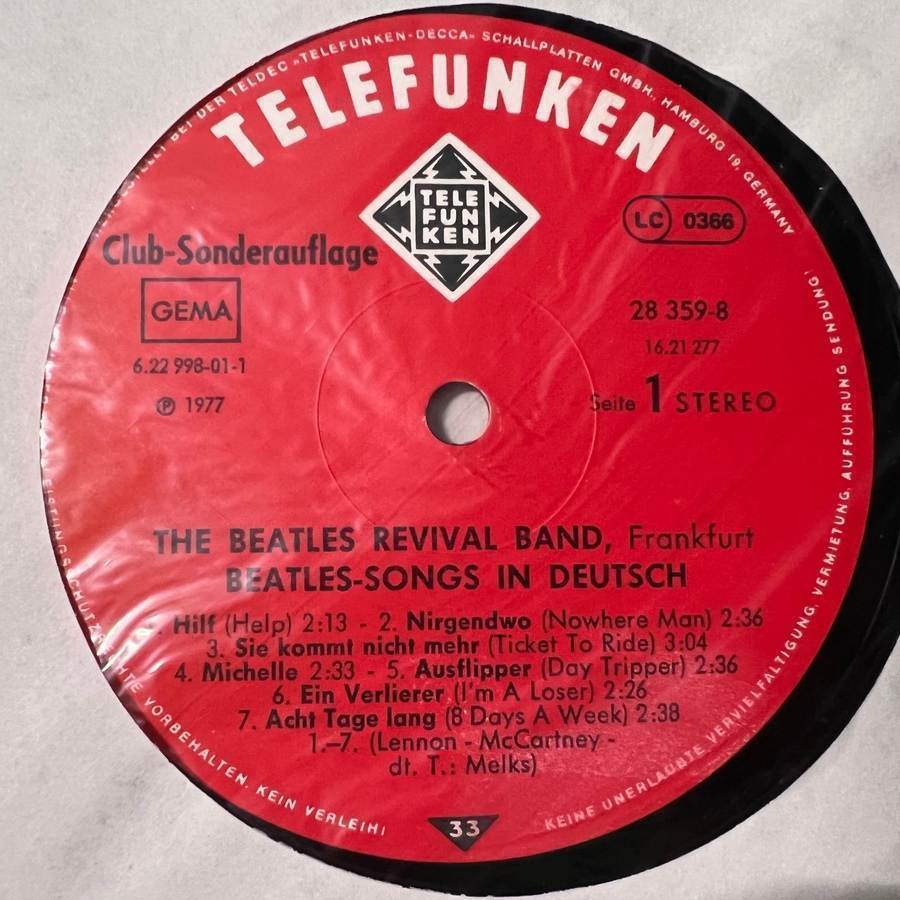 BEI DER TELDEC »TELEFUNKEN-DECCA« SCHALLPLATTEN GMBH., HAMBURG 19, GERMANY
TELEFUNKEN
TELE
FUN
KEN
LC 0366
Club-Sonderauflage
GEMA
28 359-8
6.22 998-01-1
16.21 277
℗ 1977
Seite 1 STEREO
THE BEATLES REVIVAL BAND, Frankfurt
BEATLES-SONGS IN DEUTSCH
. Hilf (Help) 2:13 - 2. Nirgendwo (Nowhere Man) 2:36
3. Sie kommt nicht mehr (Ticket To Ride) 3:04
4. Michelle 2:33 - 5. Ausflipper (Day Tripper) 2:36
6. Ein Verlierer (I'm A Loser) 2:26
7. Acht Tage lang (8 Days A Week) 2:38
1.–7. (Lennon - McCartney -
dt. T.: Melks)
33
VORBEHALTEN. KEIN VERLEIH!
KEINE UNERLAUBTE VERVIELFALTIGUNG, VERMIETUNG, AUFFÜHRUNG SENDUNG!